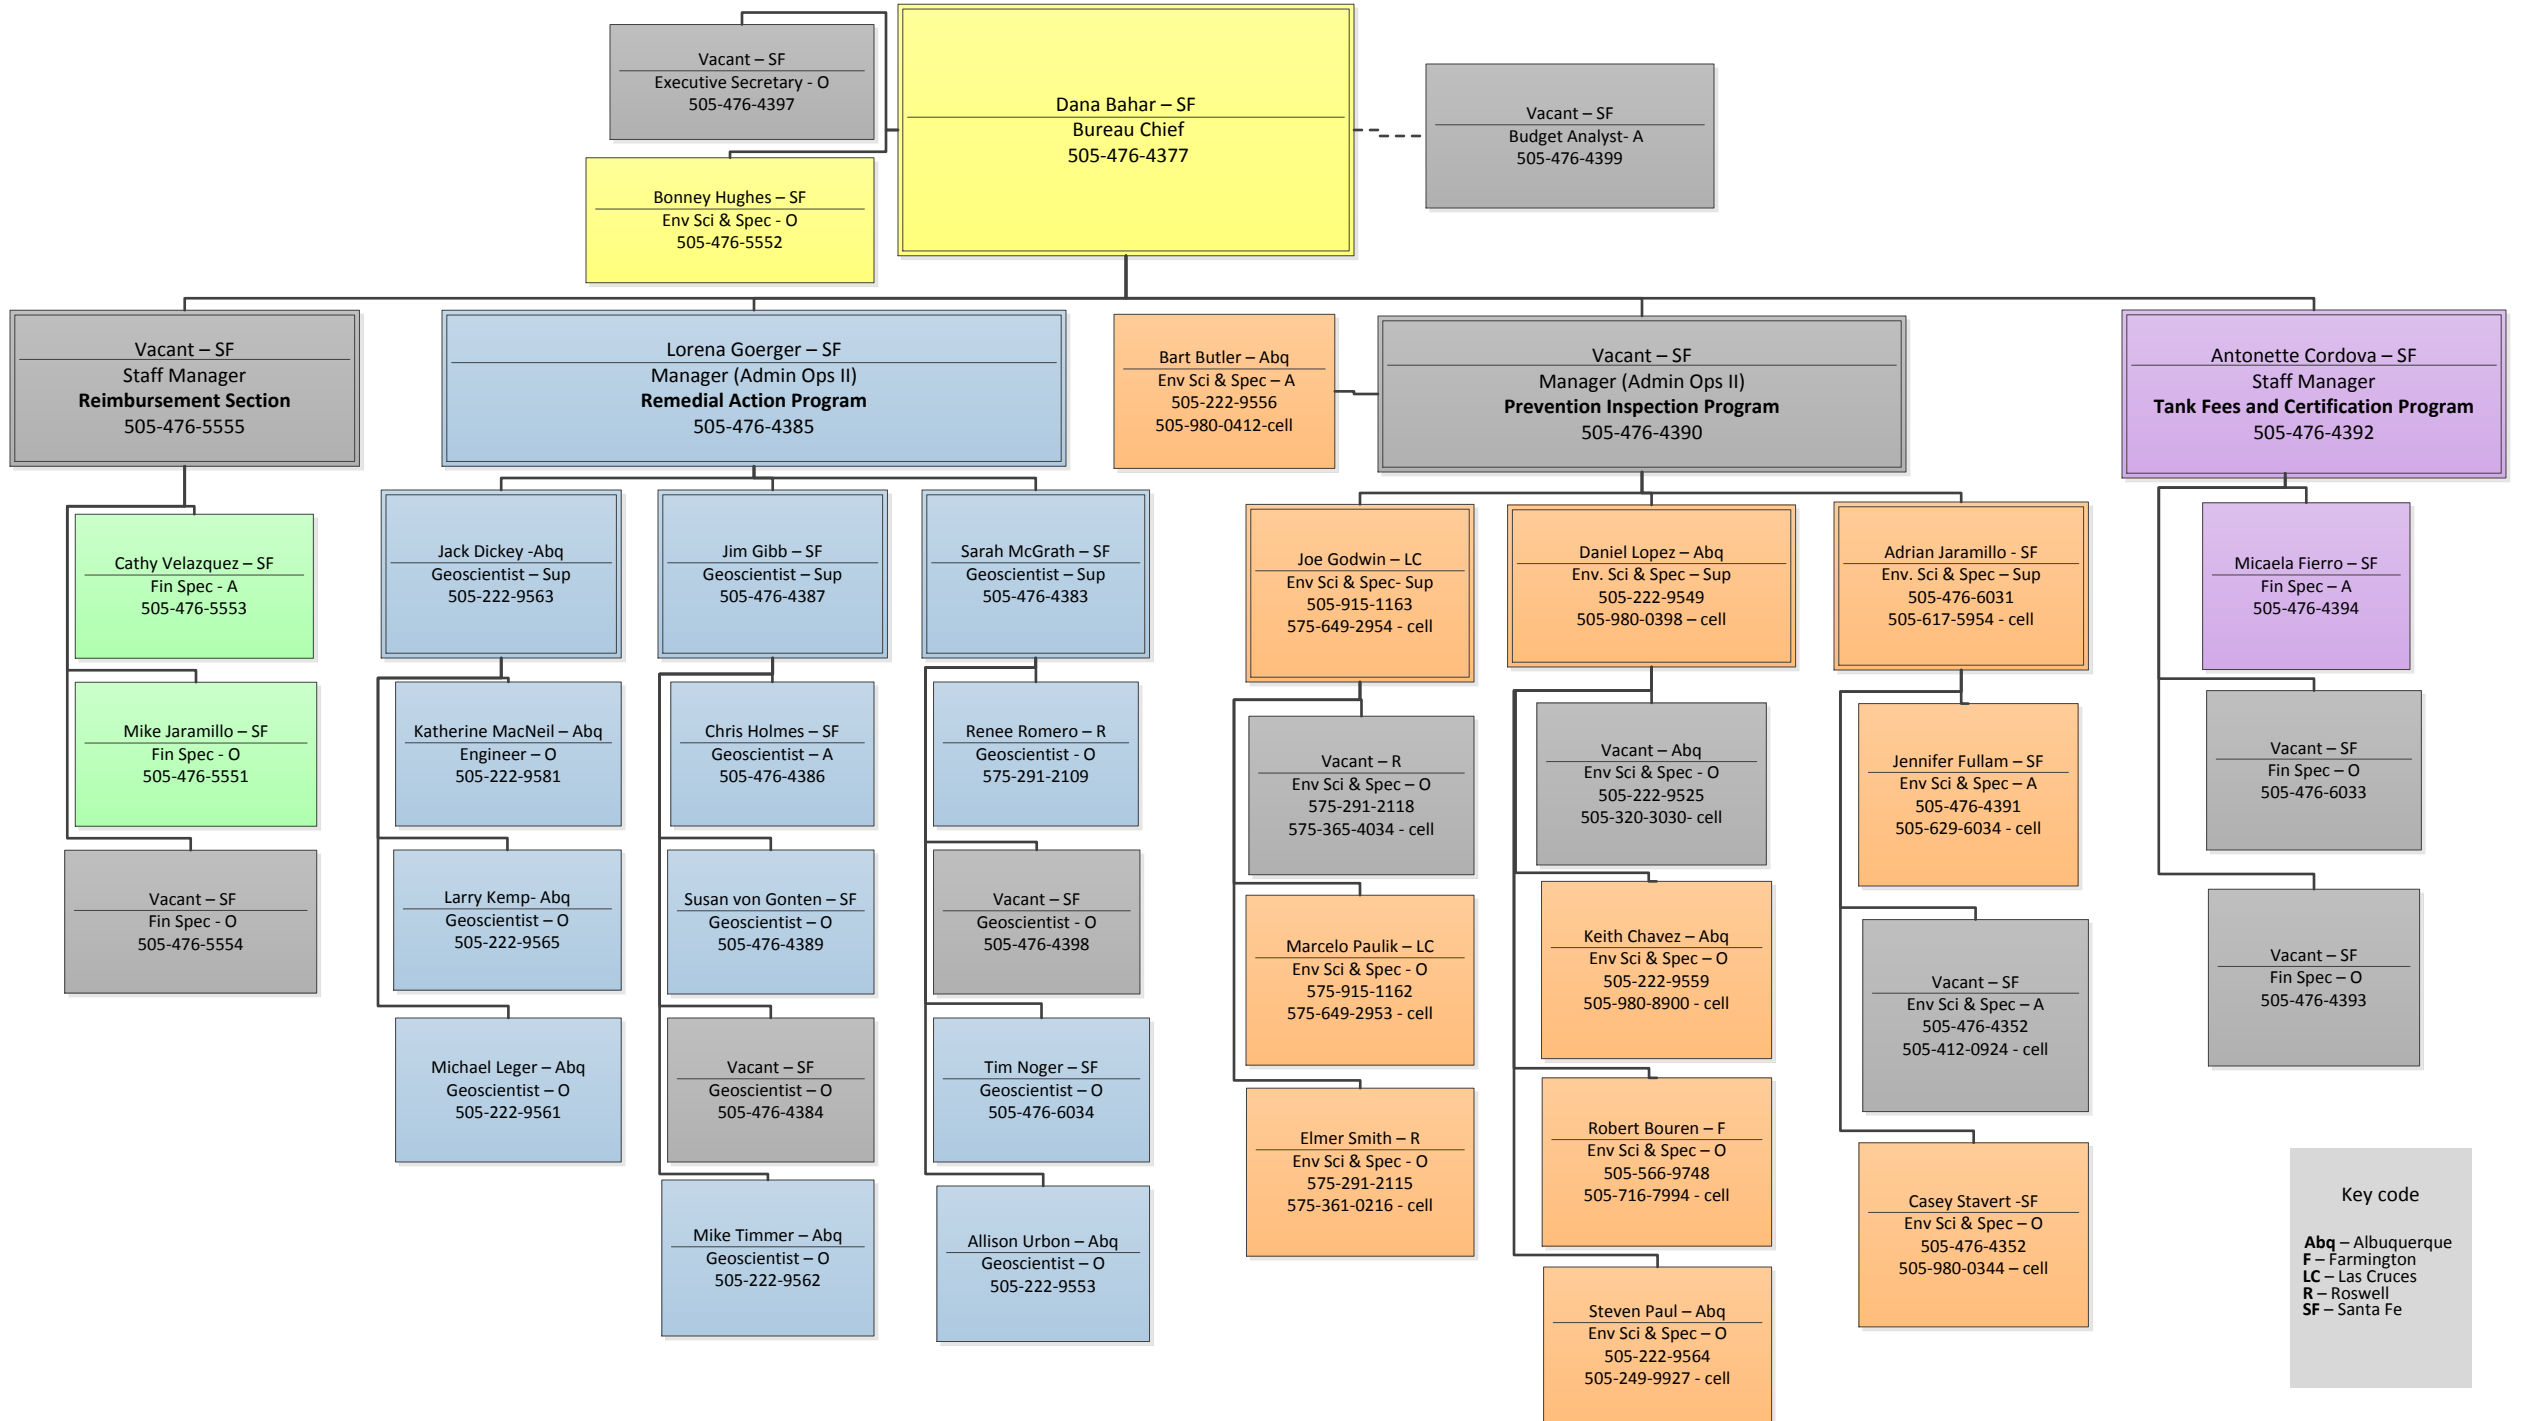 Vacant – SF
Executive Secretary - O
505-476-4397
Dana Bahar – SF
Bureau Chief
505-476-4377
Vacant – SF
Budget Analyst- A
505-476-4399
Bonney Hughes – SF
Env Sci & Spec - O
505-476-5552
Vacant – SF
Staff Manager
Reimbursement Section
505-476-5555
Lorena Goerger – SF
Manager (Admin Ops II)
Remedial Action Program
505-476-4385
Bart Butler – Abq
Env Sci & Spec – A
505-222-9556
505-980-0412-cell
Vacant – SF
Manager (Admin Ops II)
Prevention Inspection Program
505-476-4390
Antonette Cordova – SF
Staff Manager
Tank Fees and Certification Program
505-476-4392
Cathy Velazquez – SF
Fin Spec - A
505-476-5553
Mike Jaramillo – SF
Fin Spec - O
505-476-5551
Vacant – SF
Fin Spec - O
505-476-5554
Jack Dickey -Abq
Geoscientist – Sup
505-222-9563
Katherine MacNeil – Abq
Engineer – O
505-222-9581
Larry Kemp- Abq
Geoscientist – O
505-222-9565
Michael Leger – Abq
Geoscientist – O
505-222-9561
Jim Gibb – SF
Geoscientist – Sup
505-476-4387
Chris Holmes – SF
Geoscientist – A
505-476-4386
Susan von Gonten – SF
Geoscientist – O
505-476-4389
Vacant – SF
Geoscientist – O
505-476-4384
Mike Timmer – Abq
Geoscientist – O
505-222-9562
Sarah McGrath – SF
Geoscientist – Sup
505-476-4383
Renee Romero – R
Geoscientist - O
575-291-2109
Vacant – SF
Geoscientist - O
505-476-4398
Tim Noger – SF
Geoscientist – O
505-476-6034
Allison Urbon – Abq
Geoscientist – O
505-222-9553
Joe Godwin – LC
Env Sci & Spec- Sup
505-915-1163
575-649-2954 - cell
Vacant – R
Env Sci & Spec – O
575-291-2118
575-365-4034 - cell
Marcelo Paulik – LC
Env Sci & Spec - O
575-915-1162
575-649-2953 - cell
Elmer Smith – R
Env Sci & Spec - O
575-291-2115
575-361-0216 - cell
Daniel Lopez – Abq
Env. Sci & Spec – Sup
505-222-9549
505-980-0398 – cell
Vacant – Abq
Env Sci & Spec - O
505-222-9525
505-320-3030- cell
Keith Chavez – Abq
Env Sci & Spec – O
505-222-9559
505-980-8900 - cell
Robert Bouren – F
Env Sci & Spec – O
505-566-9748
505-716-7994 - cell
Steven Paul – Abq
Env Sci & Spec – O
505-222-9564
505-249-9927 - cell
Adrian Jaramillo - SF
Env. Sci & Spec – Sup
505-476-6031
505-617-5954 - cell
Jennifer Fullam – SF
Env Sci & Spec – A
505-476-4391
505-629-6034 - cell
Vacant – SF
Env Sci & Spec – A
505-476-4352
505-412-0924 - cell
Casey Stavert -SF
Env Sci & Spec – O
505-476-4352
505-980-0344 – cell
Micaela Fierro – SF
Fin Spec – A
505-476-4394
Vacant – SF
Fin Spec – O
505-476-6033
Vacant – SF
Fin Spec – O
505-476-4393
Key code
Abq – Albuquerque
F – Farmington
LC – Las Cruces
R – Roswell
SF – Santa Fe